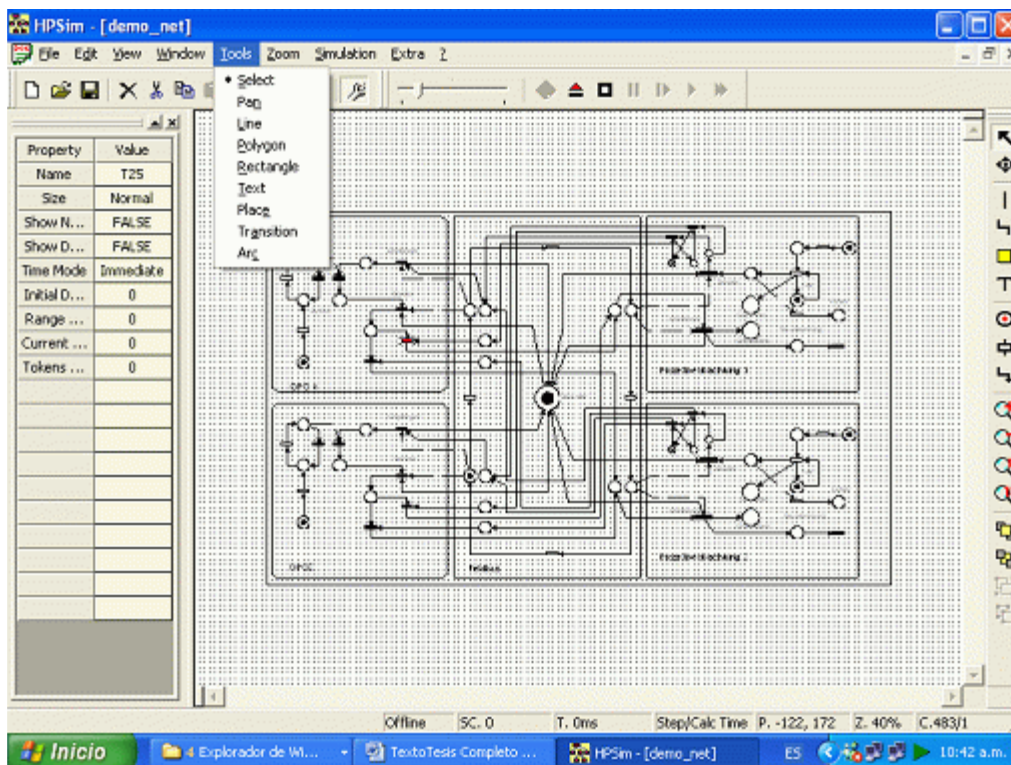 HPSim - [demo_net]
File Edit View Window Tools Zoom Simulation Extra ?
Select
Pan
Line
Polygon
Rectangle
Text
Place
Transition
Arc
Property Value
Name T25
Size Normal
Show N... FALSE
Show D... FALSE
Time Mode Immediate
Initial D... 0
Range ... 0
Current ... 0
Tokens ... 0
Offline SC. 0 T. 0ms Step/Calc Time P. -122, 172 Z. 40% C.483/1
Inicio 4 Explorador de Wi... TextoTesis Completo ... HPSim - [demo_net] ES 10:42 a.m.